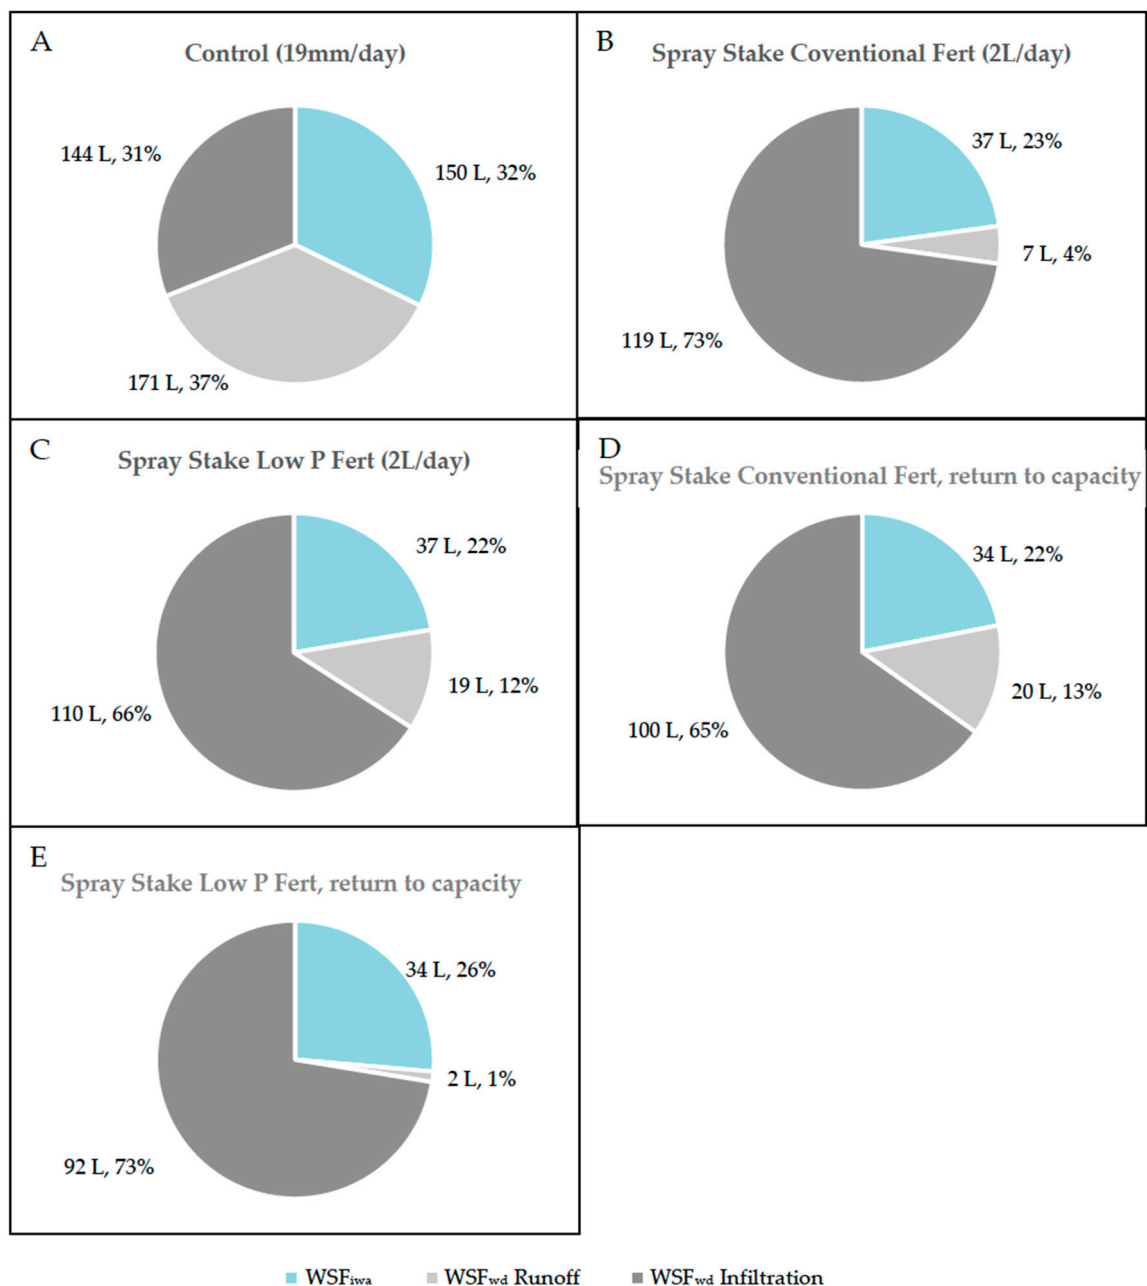 A
Control (19mm/day)
144 L, 31%
150 L, 32%
171 L, 37%
B
Spray Stake Coventional Fert (2L/day)
37 L, 23%
7 L, 4%
119 L, 73%
C
Spray Stake Low P Fert (2L/day)
37 L, 22%
19 L, 12%
110 L, 66%
D
Spray Stake Conventional Fert, return to capacity
34 L, 22%
20 L, 13%
100 L, 65%
E
Spray Stake Low P Fert, return to capacity
34 L, 26%
2 L, 1%
92 L, 73%
WSFiwa WSFwd Runoff WSFwd Infiltration